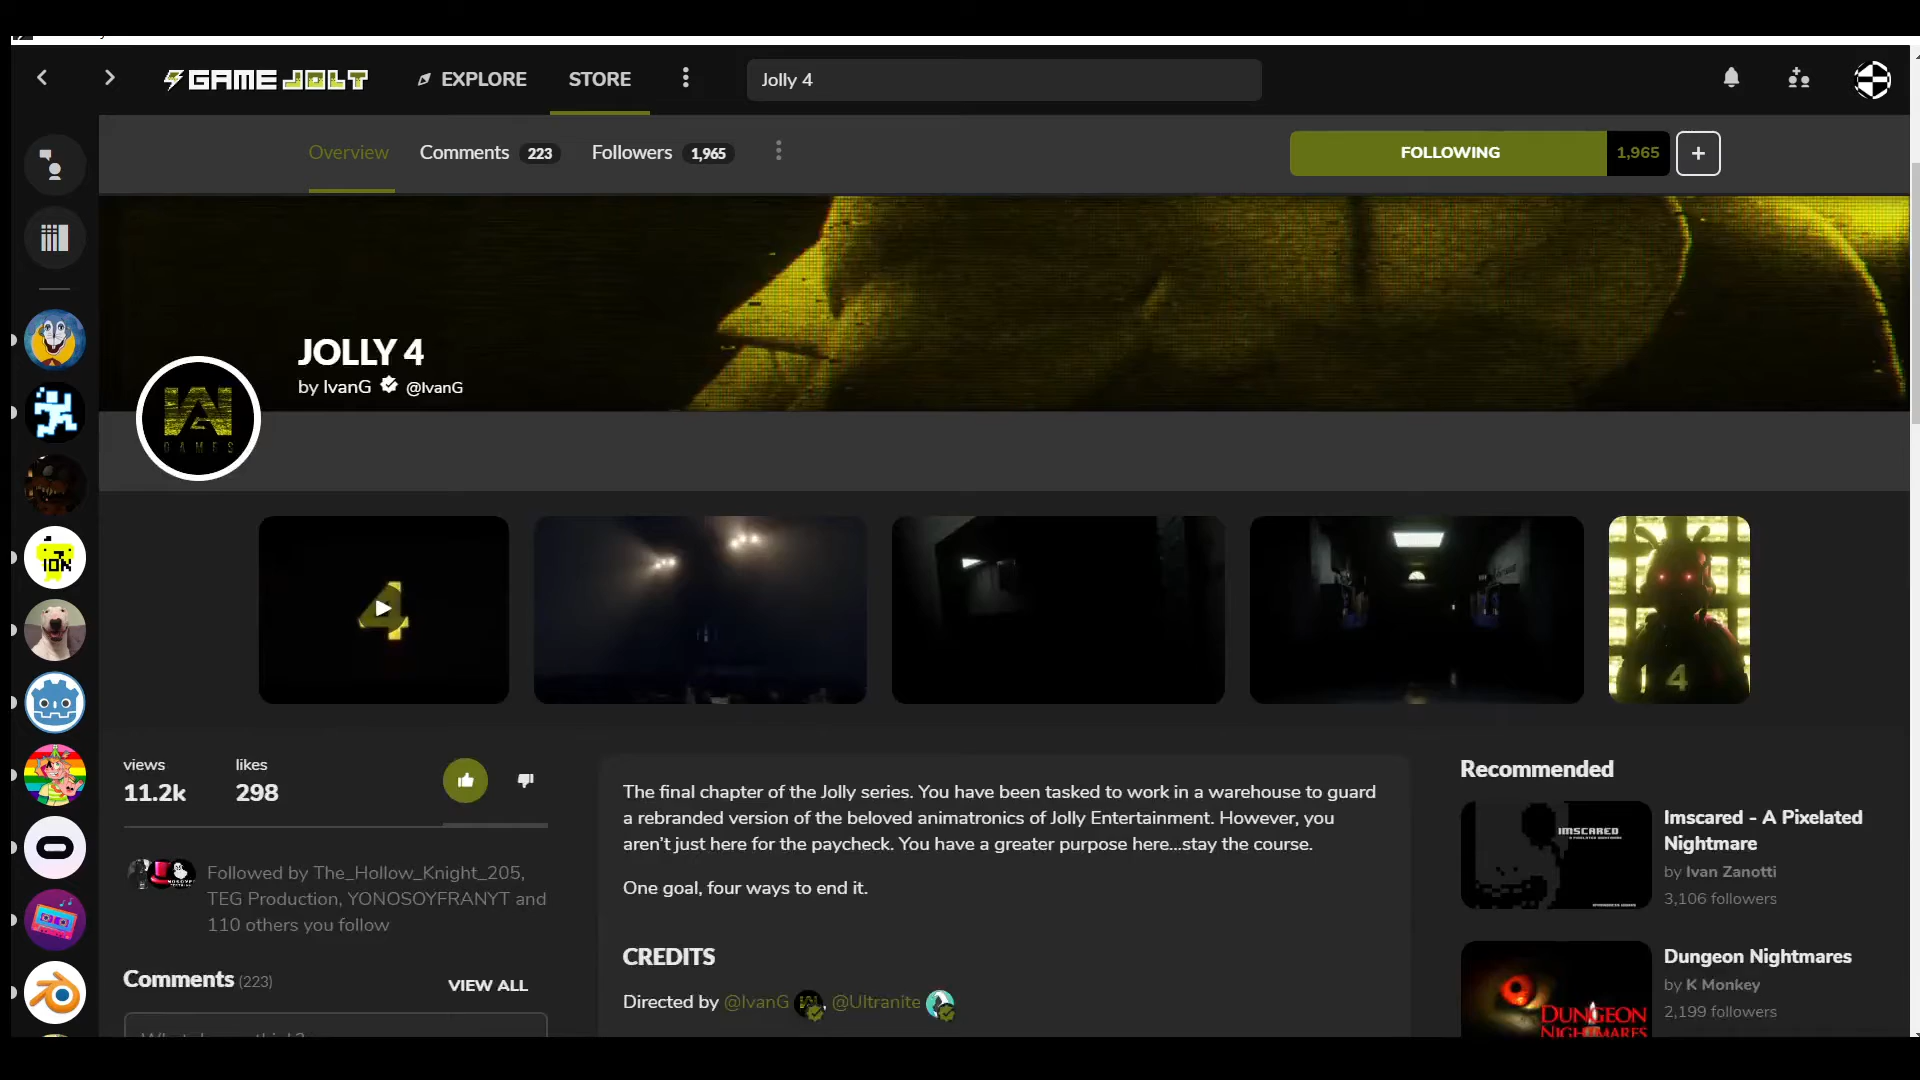 GAME JOLT
EXPLORE
STORE
Jolly 4
Overview
Comments 223
Followers 1,965
FOLLOWING
1,965
JOLLY 4
by IvanG @IvanG
GAMES
4
4
views
11.2k
likes
298
Followed by The_Hollow_Knight_205,
TEG Production, YONOSOYFRANYT and
110 others you follow
Comments (223)
VIEW ALL
The final chapter of the Jolly series. You have been tasked to work in a warehouse to guard
a rebranded version of the beloved animatronics of Jolly Entertainment. However, you
aren't just here for the paycheck. You have a greater purpose here...stay the course.
One goal, four ways to end it.
CREDITS
Directed by @IvanG , @Ultranite
Recommended
IMSCARED
Imscared - A Pixelated
Nightmare
by Ivan Zanotti
3,106 followers
DUNGEON
NIGHTMARES
Dungeon Nightmares
by K Monkey
2,199 followers